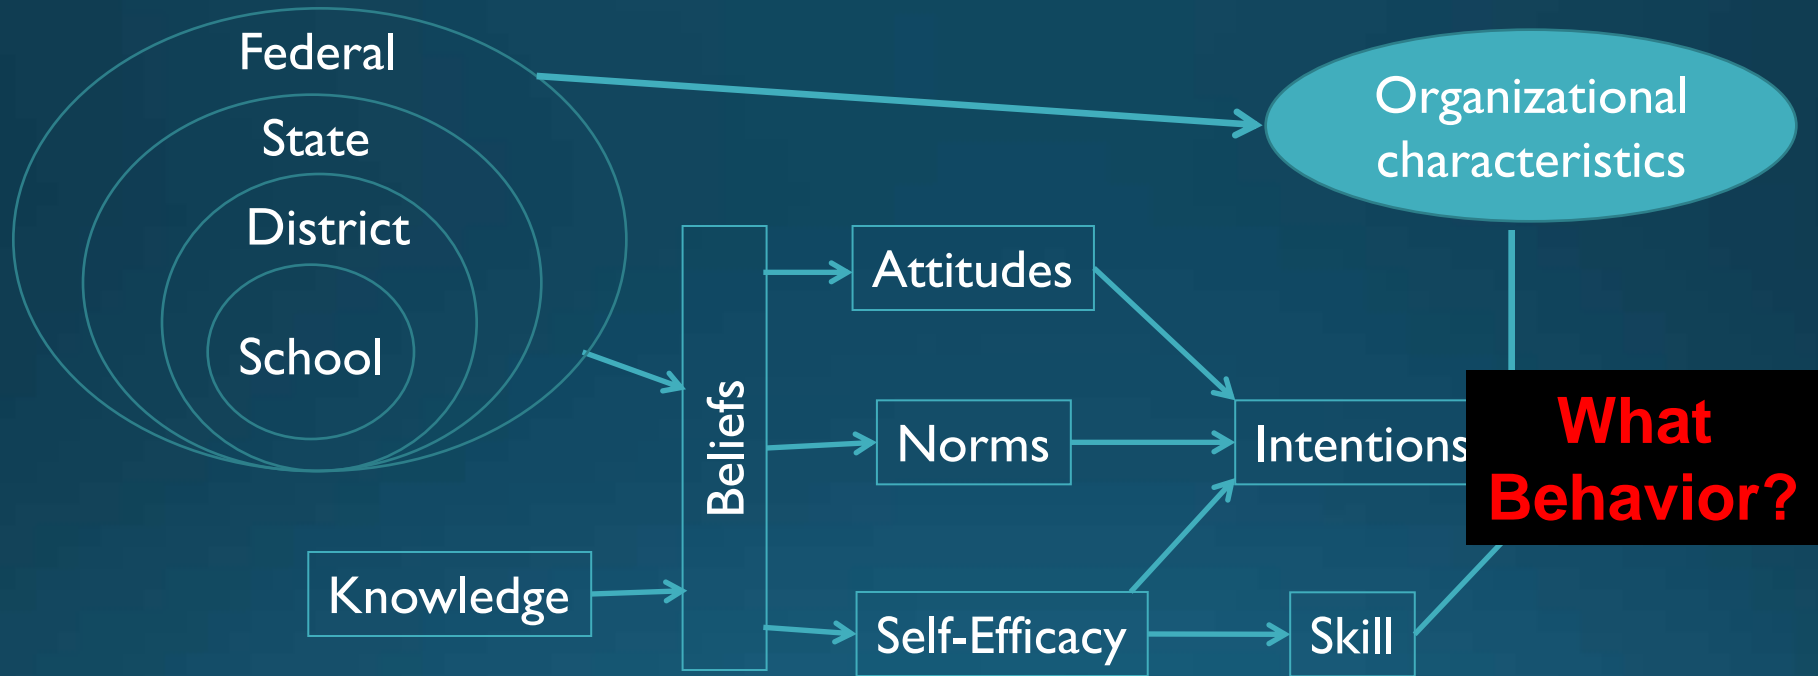 Federal
State
District
School
Organizational
characteristics
Knowledge
Beliefs
Attitudes
Norms
Self-Efficacy
Intentions
Skill
What
Behavior?